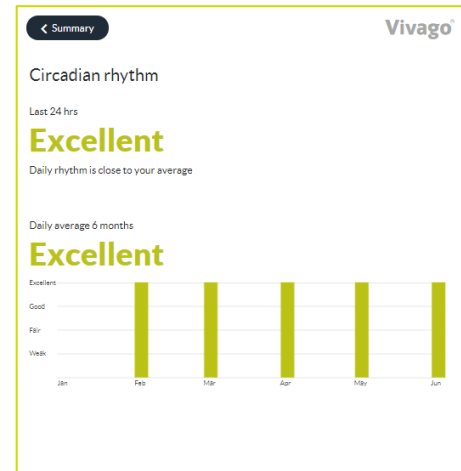 Summary
Vivago®
Circadian rhythm
Last 24 hrs
Excellent
Daily rhythm is close to your average
Daily average 6 months
Excellent
Excellent
Good
Fair
Weak
Jan Feb Mar Apr May Jun